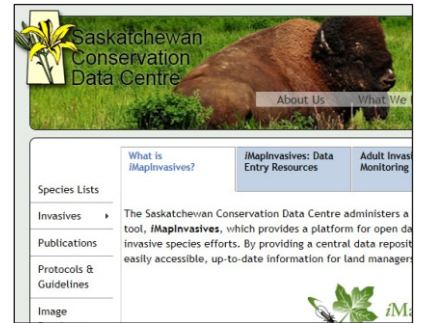 Saskatchewan
Conservation
Data Centre
About Us What We
What is
iMapInvasives?
iMapInvasives: Data
Entry Resources
Adult Invasi
Monitoring
Species Lists
Invasives
Publications
Protocols &
Guidelines
Image
The Saskatchewan Conservation Data Centre administers a
tool, iMapInvasives, which provides a platform for open da
invasive species efforts. By providing a central data reposit
easily accessible, up-to-date information for land managers
iMa